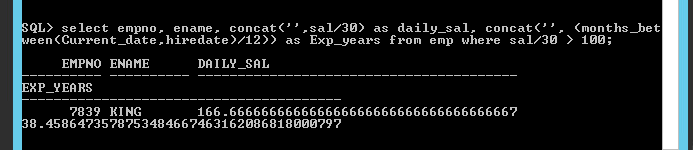 SQL> select empno, ename, concat('',sal/30) as daily_sal, concat('', (months_bet
ween(Current_date,hiredate)/12)) as Exp_years from emp where sal/30 > 100;
EMPNO ENAME DAILY_SAL
---------- ---------- ----------------------------------------
EXP_YEARS
----------------------------------------
7839 KING 166.666666666666666666666666666666666667
38.4586473578753484667463162086818000797